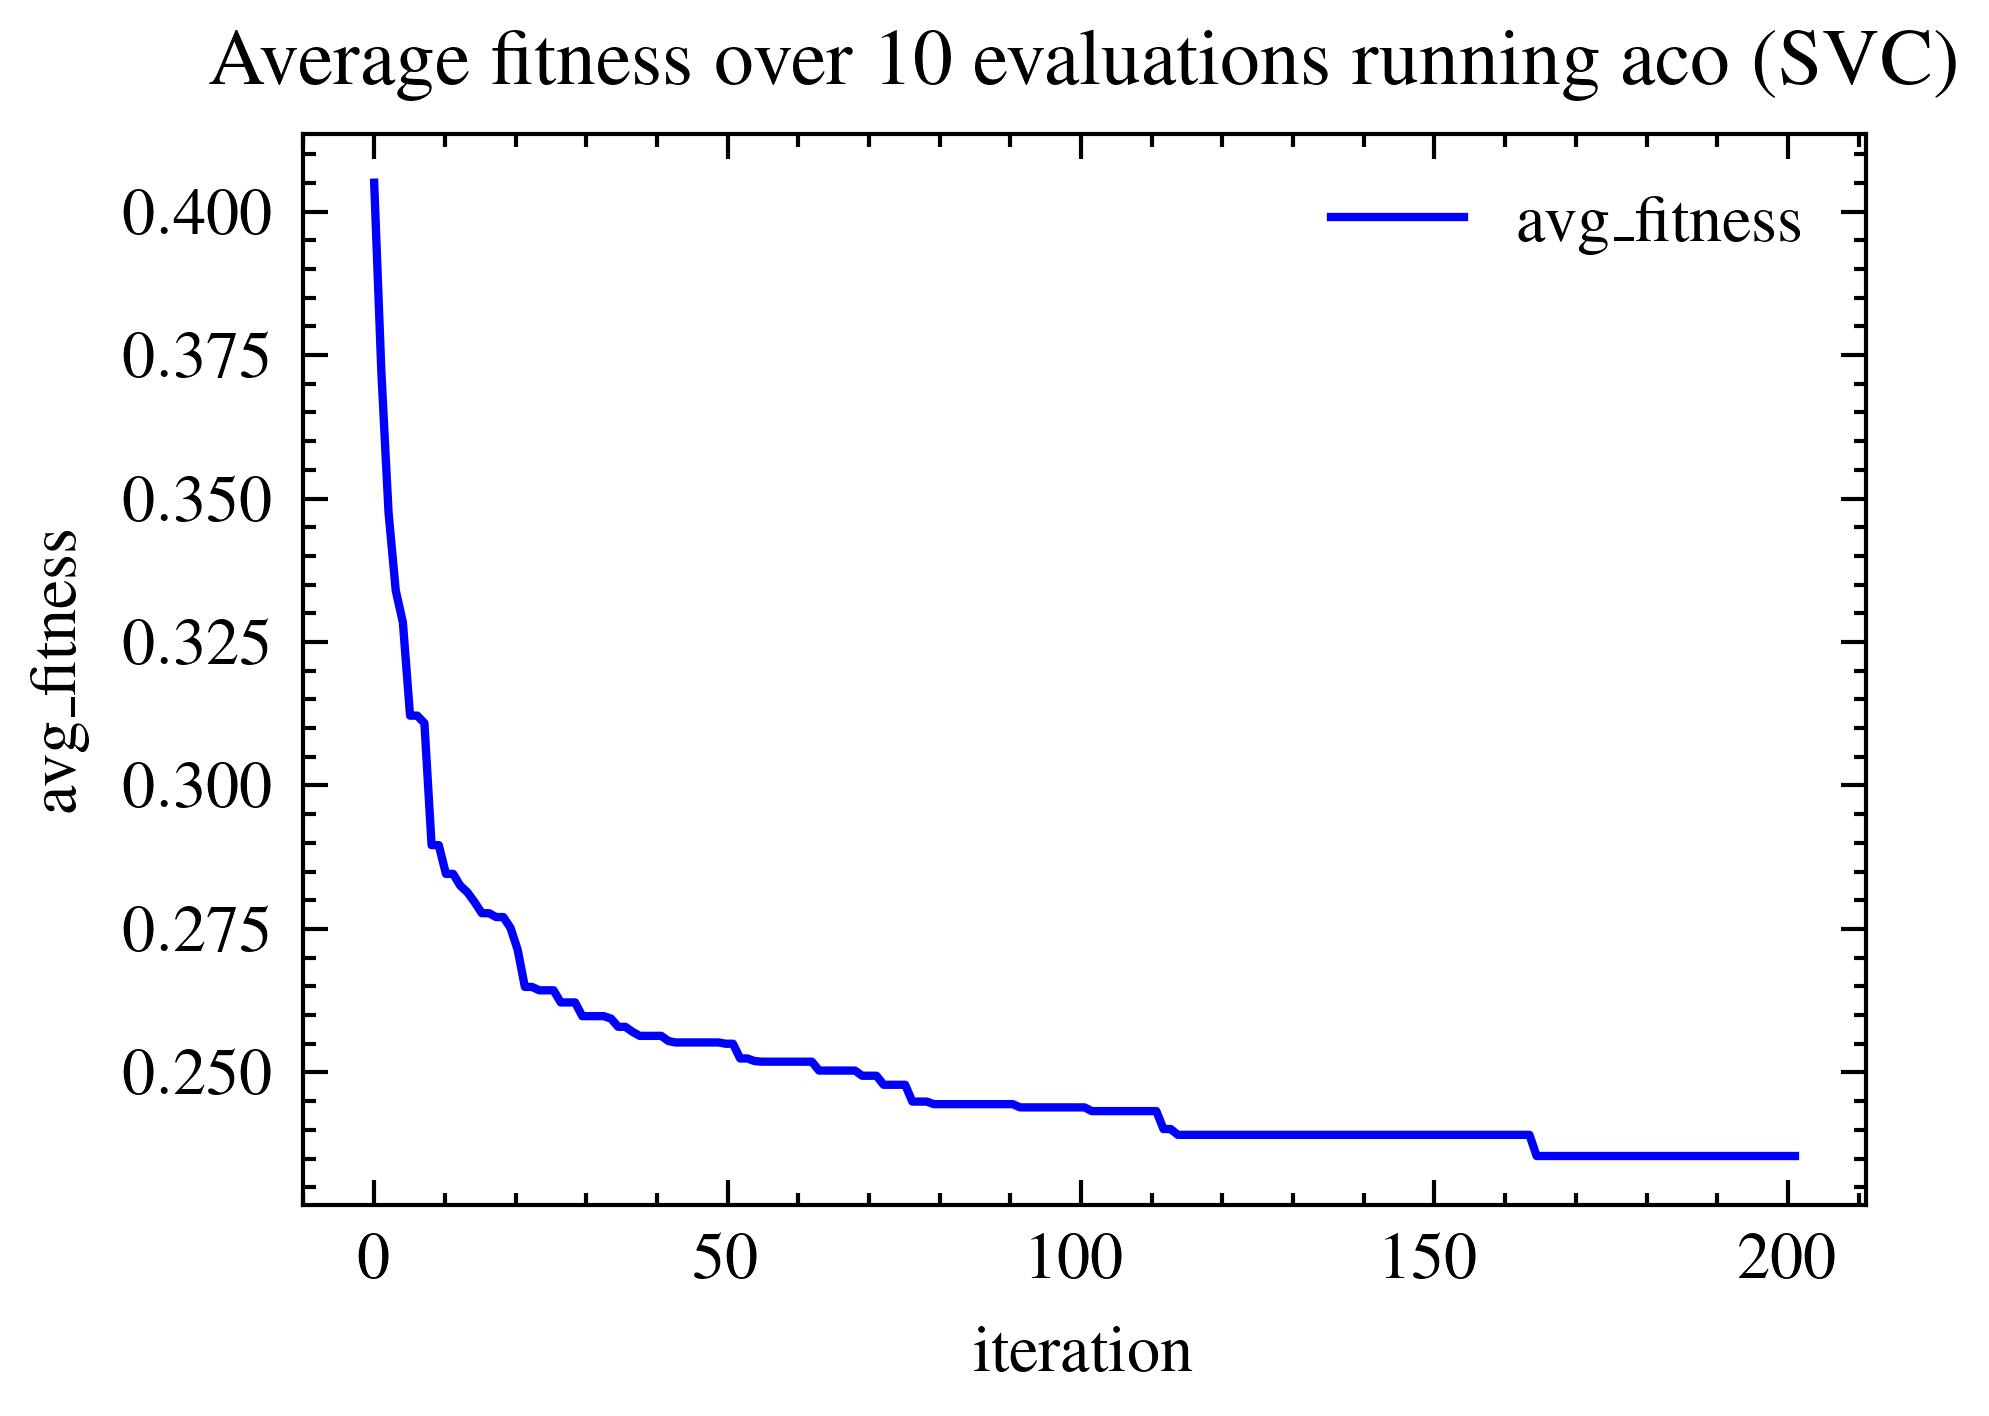 Average fitness over 10 evaluations running aco (SVC)
avg_fitness
0.400
0.375
0.350
0.325
0.300
0.275
0.250
avg_fitness
0 50 100 150 200
iteration